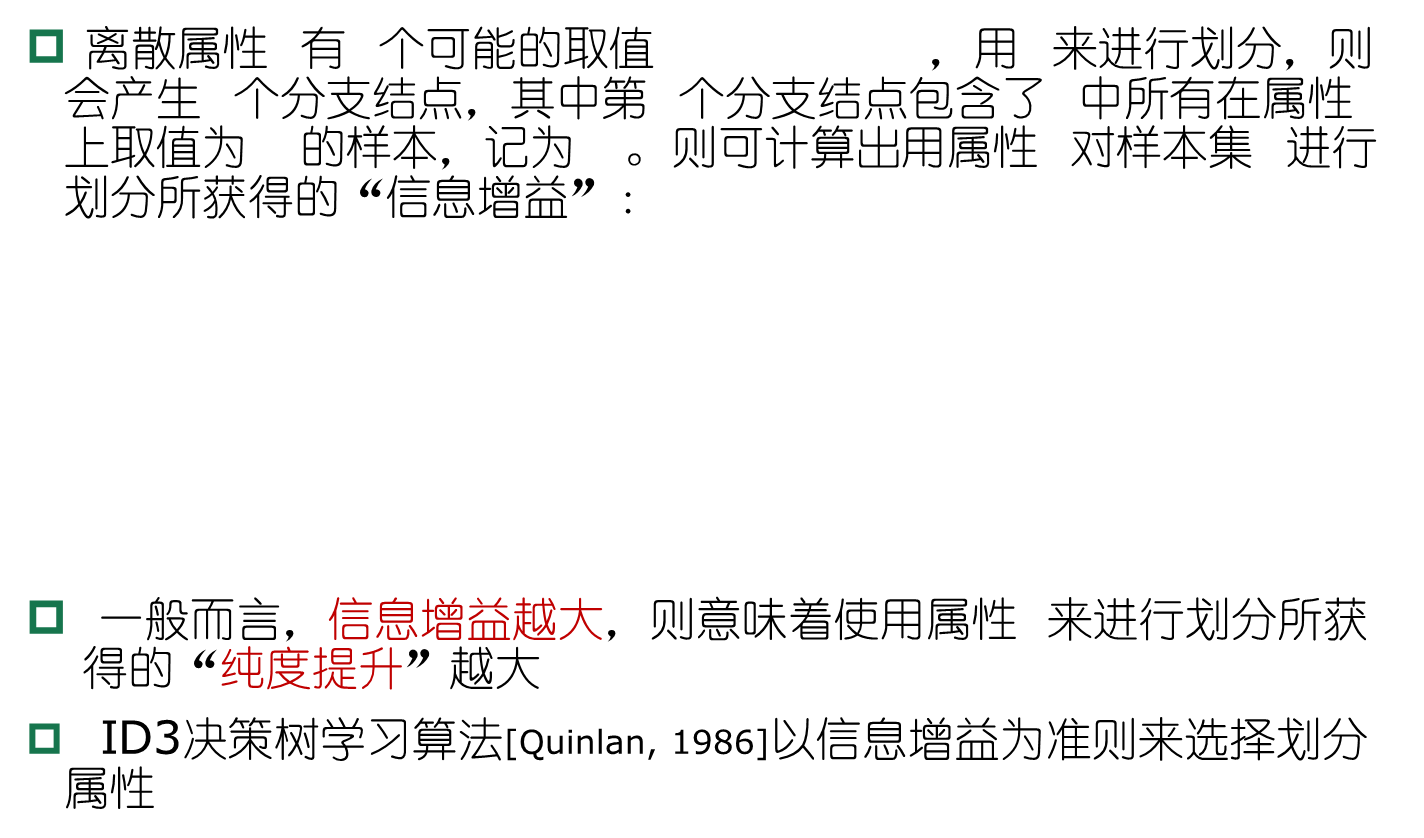 离散属性 有 个可能的取值 ，用 来进行划分，则
会产生 个分支结点，其中第 个分支结点包含了 中所有在属性
上取值为 的样本，记为 。则可计算出用属性 对样本集 进行
划分所获得的“信息增益”：
一般而言，信息增益越大，则意味着使用属性 来进行划分所获
得的“纯度提升”越大
ID3决策树学习算法[Quinlan, 1986]以信息增益为准则来选择划分
属性